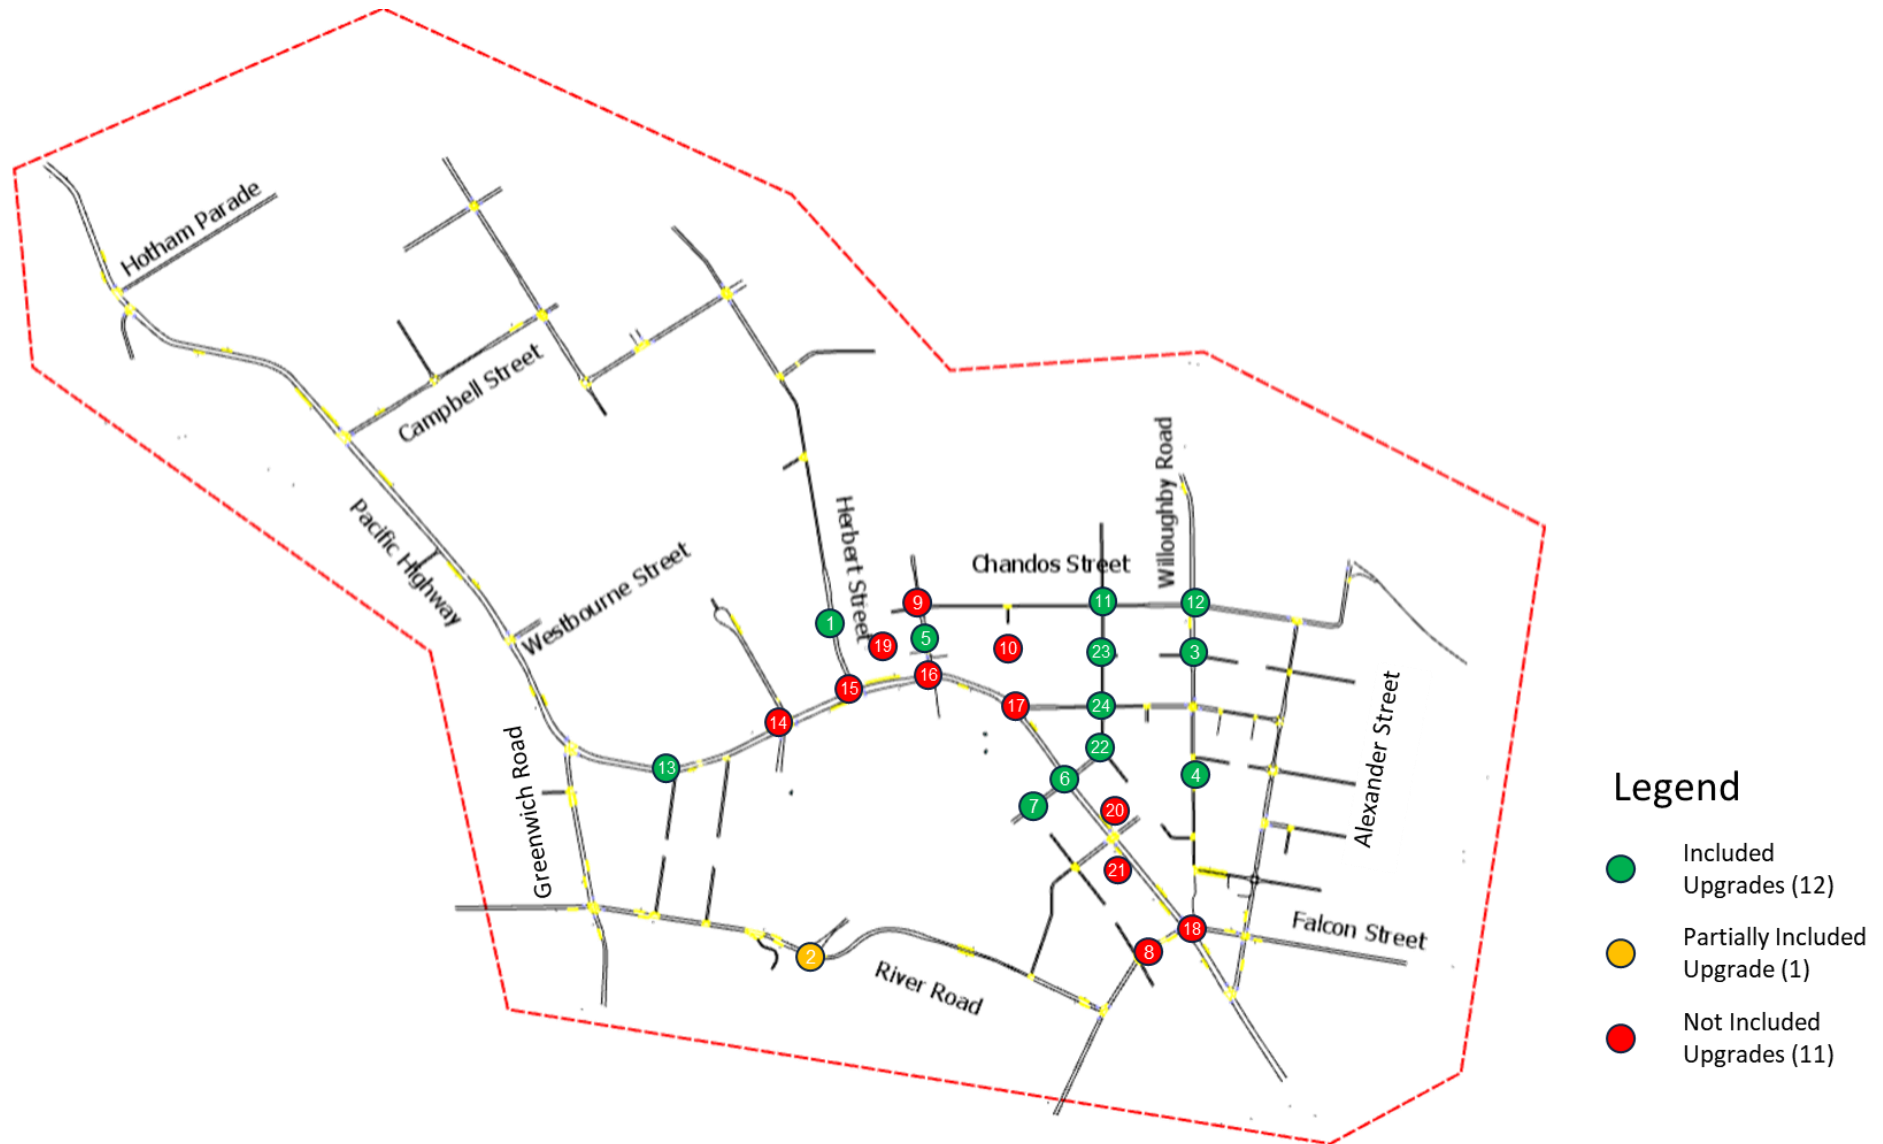 Hotham Parade
Campbell Street
Pacific Highway
Westbourne Street
Herbert Street
Chandos Street
Willoughby Road
Greenwich Road
Alexander Street
River Road
Falcon Street
9
11
12
1
5
19
10
23
3
16
15
17
24
14
22
13
4
6
7
20
21
18
8
2
Legend
Included
Upgrades (12)
Partially Included
Upgrade (1)
Not Included
Upgrades (11)